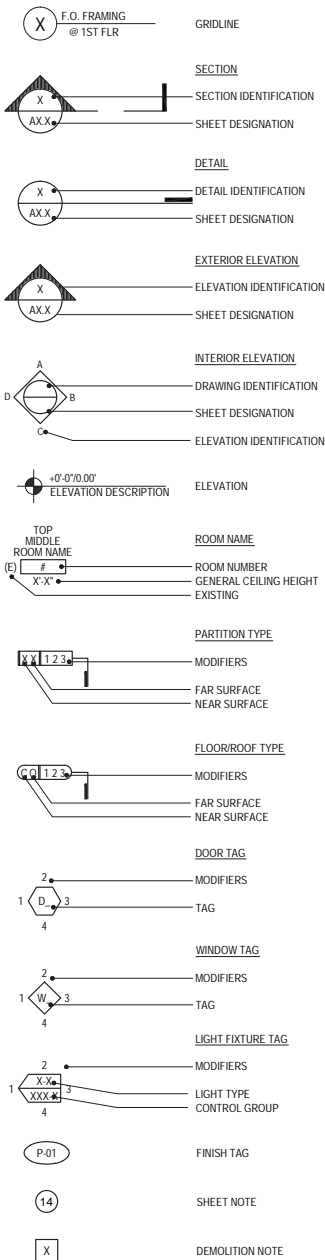 X F.O. FRAMING
@ 1ST FLR
GRIDLINE
SECTION
X SECTION IDENTIFICATION
AX.X SHEET DESIGNATION
DETAIL
X DETAIL IDENTIFICATION
AX.X SHEET DESIGNATION
EXTERIOR ELEVATION
X ELEVATION IDENTIFICATION
AX.X SHEET DESIGNATION
INTERIOR ELEVATION
A
DRAWING IDENTIFICATION
D B
SHEET DESIGNATION
C
ELEVATION IDENTIFICATION
+0'-0"/0.00'
ELEVATION DESCRIPTION
ELEVATION
TOP
MIDDLE
ROOM NAME
ROOM NAME
(E) # ROOM NUMBER
X'-X" GENERAL CEILING HEIGHT
EXISTING
PARTITION TYPE
X X 1 2 3 MODIFIERS
FAR SURFACE
NEAR SURFACE
FLOOR/ROOF TYPE
C O 1 2 3 MODIFIERS
FAR SURFACE
NEAR SURFACE
DOOR TAG
2 MODIFIERS
1 D_ 3 TAG
4
WINDOW TAG
2 MODIFIERS
1 W_ 3 TAG
4
LIGHT FIXTURE TAG
2 MODIFIERS
X-X LIGHT TYPE
1 3
XXX-X CONTROL GROUP
4
P-01 FINISH TAG
14 SHEET NOTE
X DEMOLITION NOTE